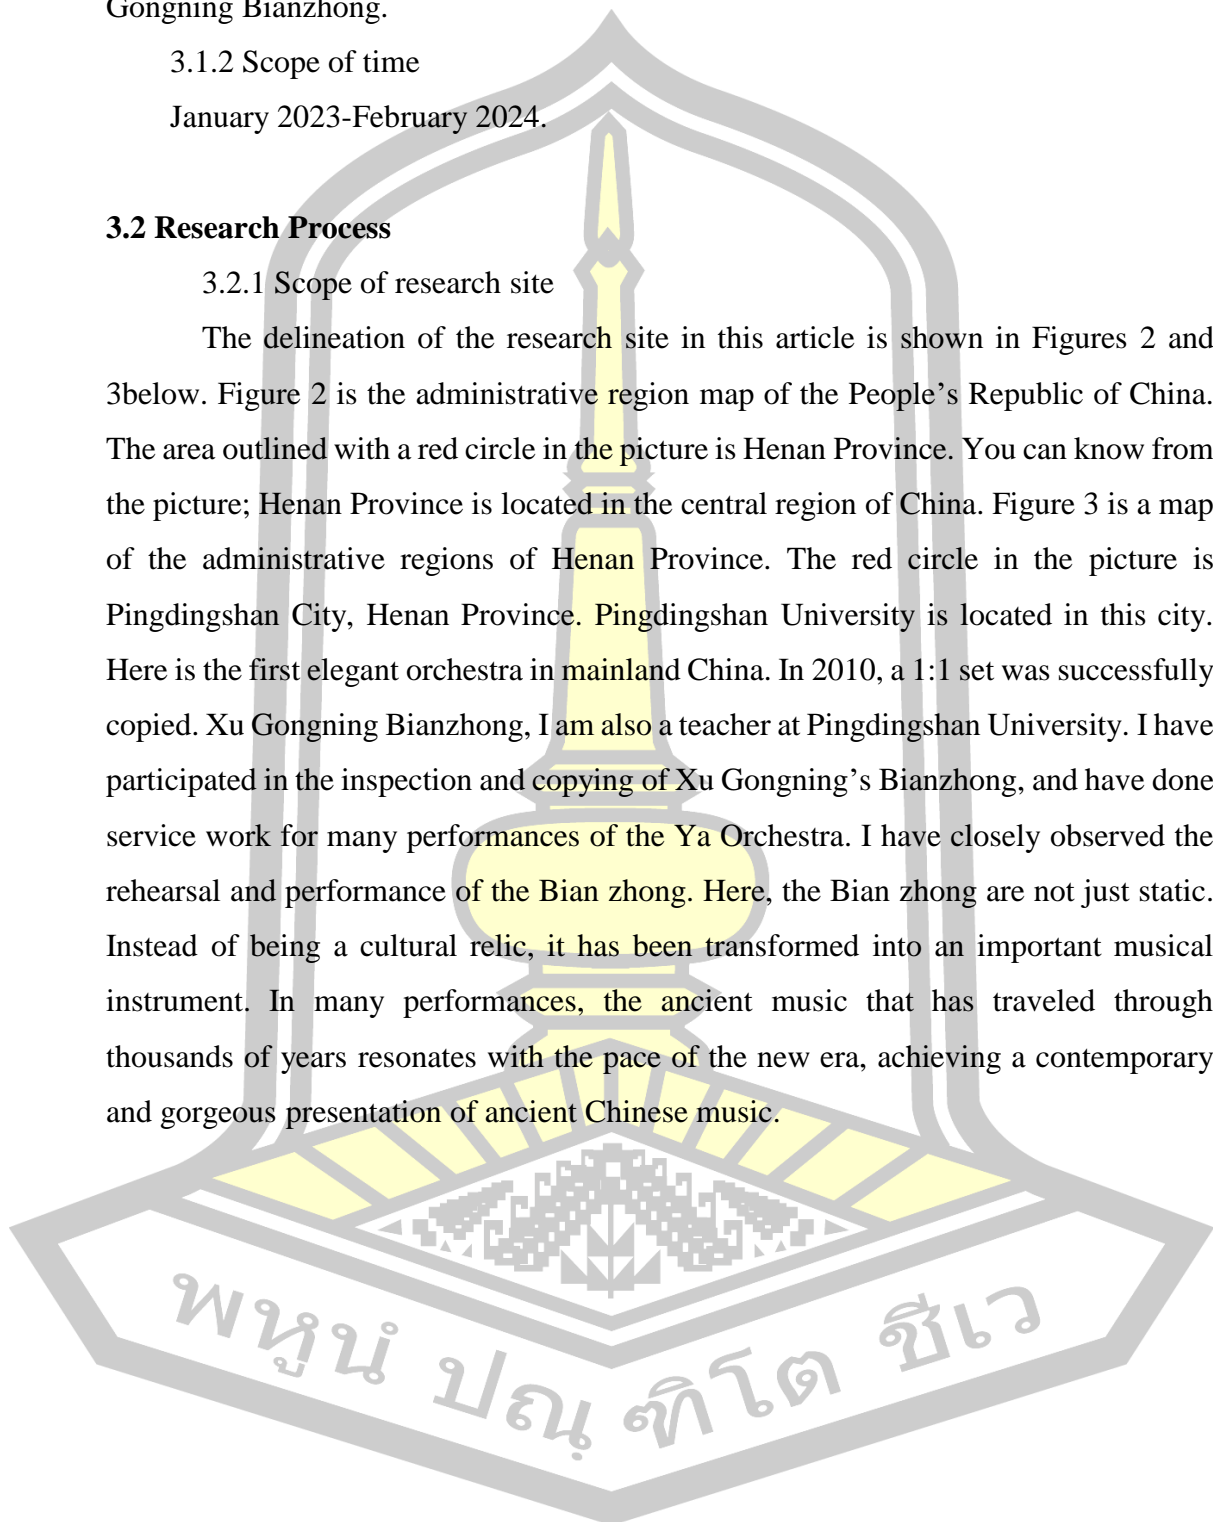 Gongning Bianzhong.
3.1.2 Scope of time
January 2023-February 2024.
3.2 Research Process
3.2.1 Scope of research site
The delineation of the research site in this article is shown in Figures 2 and
3below. Figure 2 is the administrative region map of the People’s Republic of China.
The area outlined with a red circle in the picture is Henan Province. You can know from
the picture; Henan Province is located in the central region of China. Figure 3 is a map
of the administrative regions of Henan Province. The red circle in the picture is
Pingdingshan City, Henan Province. Pingdingshan University is located in this city.
Here is the first elegant orchestra in mainland China. In 2010, a 1:1 set was successfully
copied. Xu Gongning Bianzhong, I am also a teacher at Pingdingshan University. I have
participated in the inspection and copying of Xu Gongning’s Bianzhong, and have done
service work for many performances of the Ya Orchestra. I have closely observed the
rehearsal and performance of the Bian zhong. Here, the Bian zhong are not just static.
Instead of being a cultural relic, it has been transformed into an important musical
instrument. In many performances, the ancient music that has traveled through
thousands of years resonates with the pace of the new era, achieving a contemporary
and gorgeous presentation of ancient Chinese music.
พหูนํ ปณฺฑิโต ชีเว